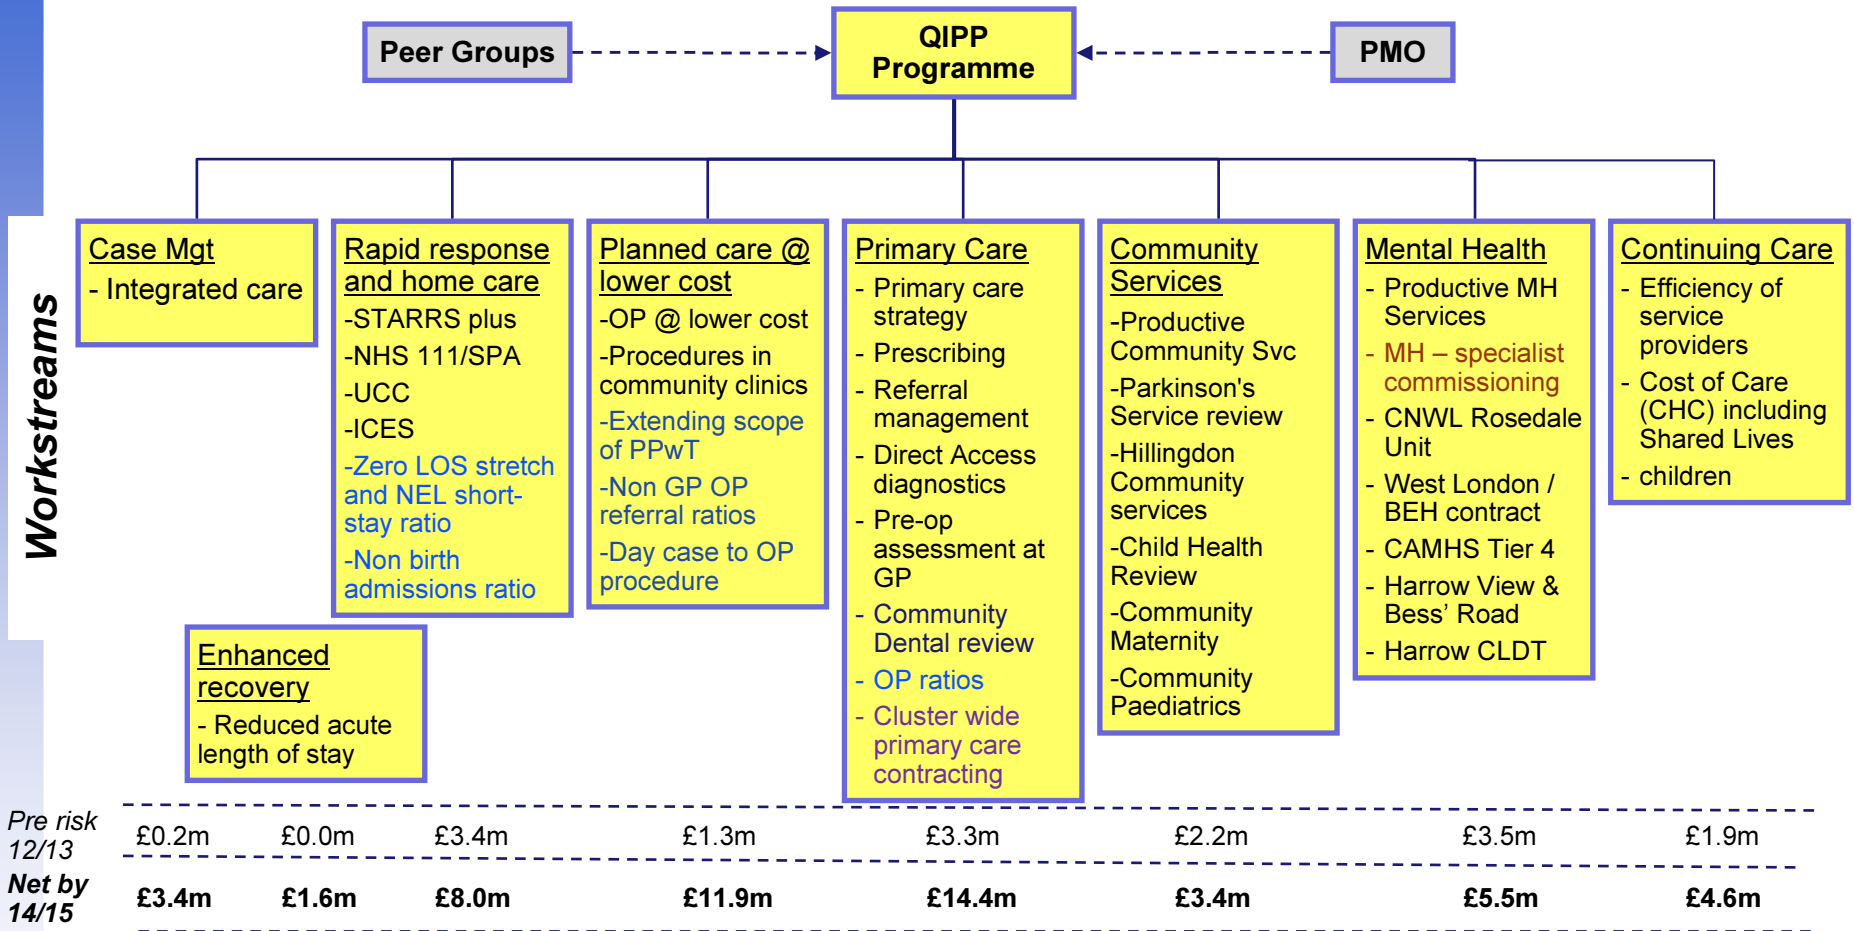 Peer Groups
QIPP
Programme
PMO
Workstreams
Case Mgt
- Integrated care
Rapid response
and home care
-STARRS plus
-NHS 111/SPA
-UCC
-ICES
-Zero LOS stretch
and NEL short-
stay ratio
-Non birth
admissions ratio
Planned care @
lower cost
-OP @ lower cost
-Procedures in
community clinics
-Extending scope
of PPwT
-Non GP OP
referral ratios
-Day case to OP
procedure
Primary Care
- Primary care
strategy
- Prescribing
- Referral
management
- Direct Access
diagnostics
- Pre-op
assessment at
GP
- Community
Dental review
- OP ratios
- Cluster wide
primary care
contracting
Community
Services
-Productive
Community Svc
-Parkinson's
Service review
-Hillingdon
Community
services
-Child Health
Review
-Community
Maternity
-Community
Paediatrics
Mental Health
- Productive MH
Services
- MH – specialist
commissioning
- CNWL Rosedale
Unit
- West London /
BEH contract
- CAMHS Tier 4
- Harrow View &
Bess’ Road
- Harrow CLDT
Continuing Care
- Efficiency of
service
providers
- Cost of Care
(CHC) including
Shared Lives
- children
Enhanced
recovery
- Reduced acute
length of stay
Pre risk
12/13
£0.2m £0.0m £3.4m £1.3m £3.3m £2.2m £3.5m £1.9m
Net by
14/15
£3.4m £1.6m £8.0m £11.9m £14.4m £3.4m £5.5m £4.6m